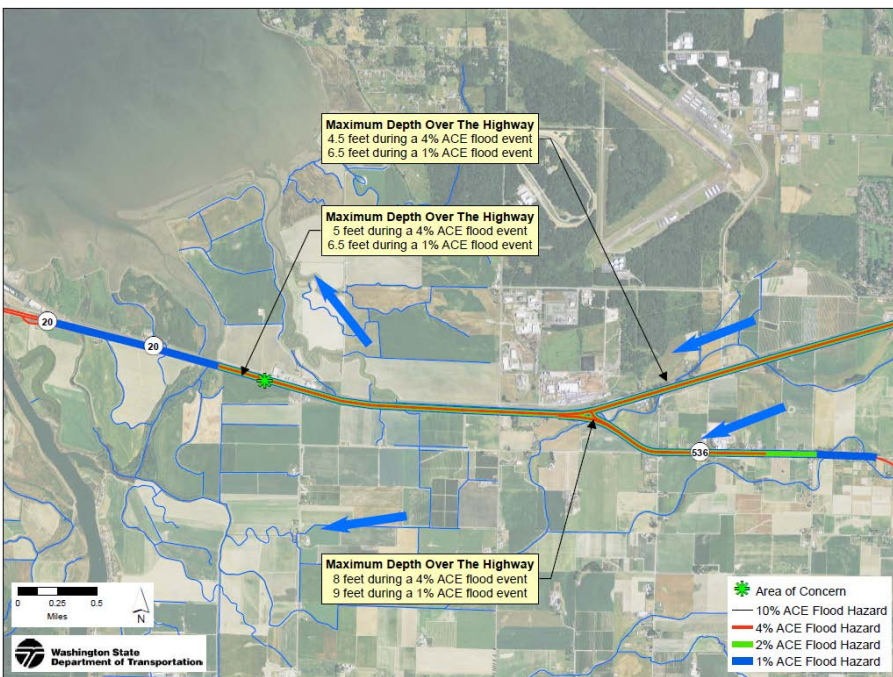 Maximum Depth Over The Highway
4.5 feet during a 4% ACE flood event
6.5 feet during a 1% ACE flood event
Maximum Depth Over The Highway
5 feet during a 4% ACE flood event
6.5 feet during a 1% ACE flood event
20
20
536
Maximum Depth Over The Highway
8 feet during a 4% ACE flood event
9 feet during a 1% ACE flood event
0 0.25 0.5
Miles
N
Washington State
Department of Transportation
Area of Concern
10% ACE Flood Hazard
4% ACE Flood Hazard
2% ACE Flood Hazard
1% ACE Flood Hazard